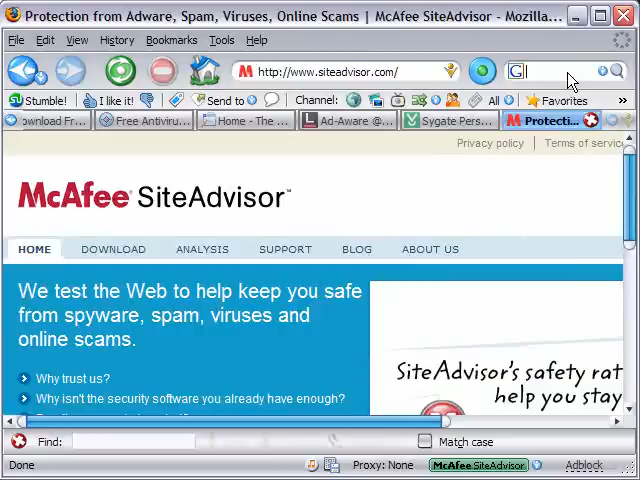 Protection from Adware, Spam, Viruses, Online Scams | McAfee SiteAdvisor - Mozilla...
File Edit View History Bookmarks Tools Help
http://www.siteadvisor.com/
Stumble! I like it! Send to Channel: All Favorites »
ownload Fr... Free Antiviru... Home - The ... Ad-Aware @... Sygate Pers... Protecti...
Privacy policy | Terms of servic
McAfee SiteAdvisor™
HOME DOWNLOAD ANALYSIS SUPPORT BLOG ABOUT US
We test the Web to help keep you safe
from spyware, spam, viruses and
online scams.
SiteAdvisor's safety rat
help you stay
Why trust us?
Why isn't the security software you already have enough?
Find: Match case
Done Proxy: None McAfee SiteAdvisor Adblock